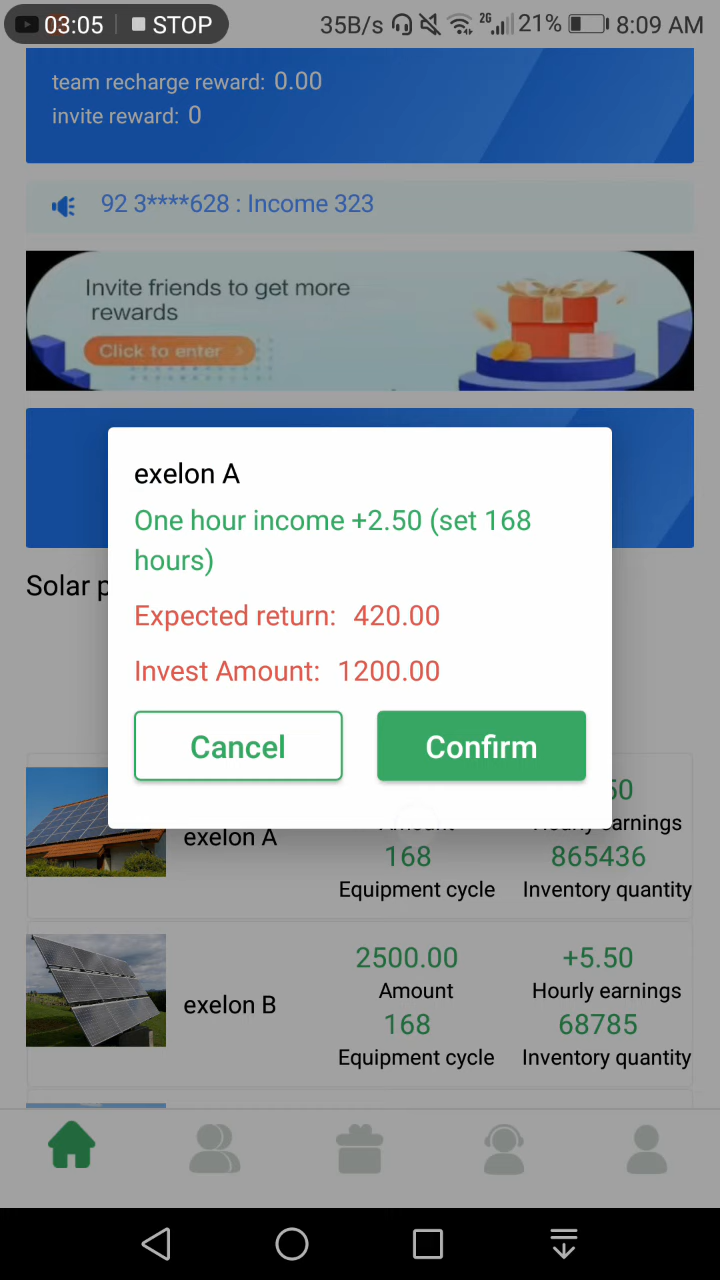 03:05 STOP 35B/s 2G 21% 8:09 AM
team recharge reward: 0.00
invite reward: 0
92 3****628 : Income 323
Invite friends to get more
rewards
Click to enter >
exelon A
One hour income +2.50 (set 168
hours)
Expected return: 420.00
Invest Amount: 1200.00
Cancel Confirm
Solar p
50
Amount earnings
exelon A
168 865436
Equipment cycle Inventory quantity
2500.00 +5.50
exelon B
Amount Hourly earnings
168 68785
Equipment cycle Inventory quantity